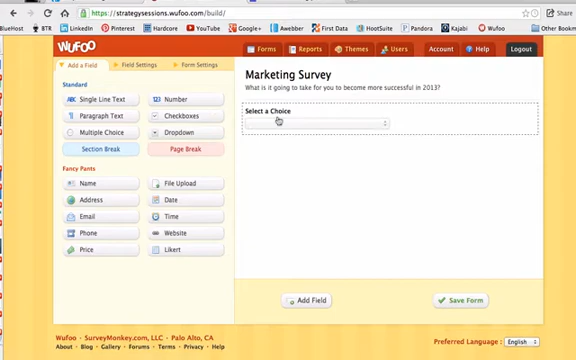 https://strategysessions.wufoo.com/build/
Share
BlueHost
LinkedIn
BTR
Pinterest
Hardcore
YouTube
Google+
Zembra
First Data
HootSuite
Pandora
Kajabi
Vimeo
WUFOO
Forms
Reports
Themes
Users
Account
Help
Logout
Add a Field
Field Settings
Form Settings
Marketing Survey
What is it going to take for you to become more successful in 2013?
Standard
Single Line Text
Number
Paragraph Text
Checkboxes
Multiple Choice
Dropdown
Section Break
Page Break
Select a Choice
Fancy Pants
Name
File Upload
Address
Date
Email
Time
Phone
Website
Price
Likert
Add Field
Save Form
Wufoo · SurveyMonkey.com, LLC · Palo Alto, CA
About · Blog · Gallery · Forums · Terms · Privacy · Help
Preferred Language :
English